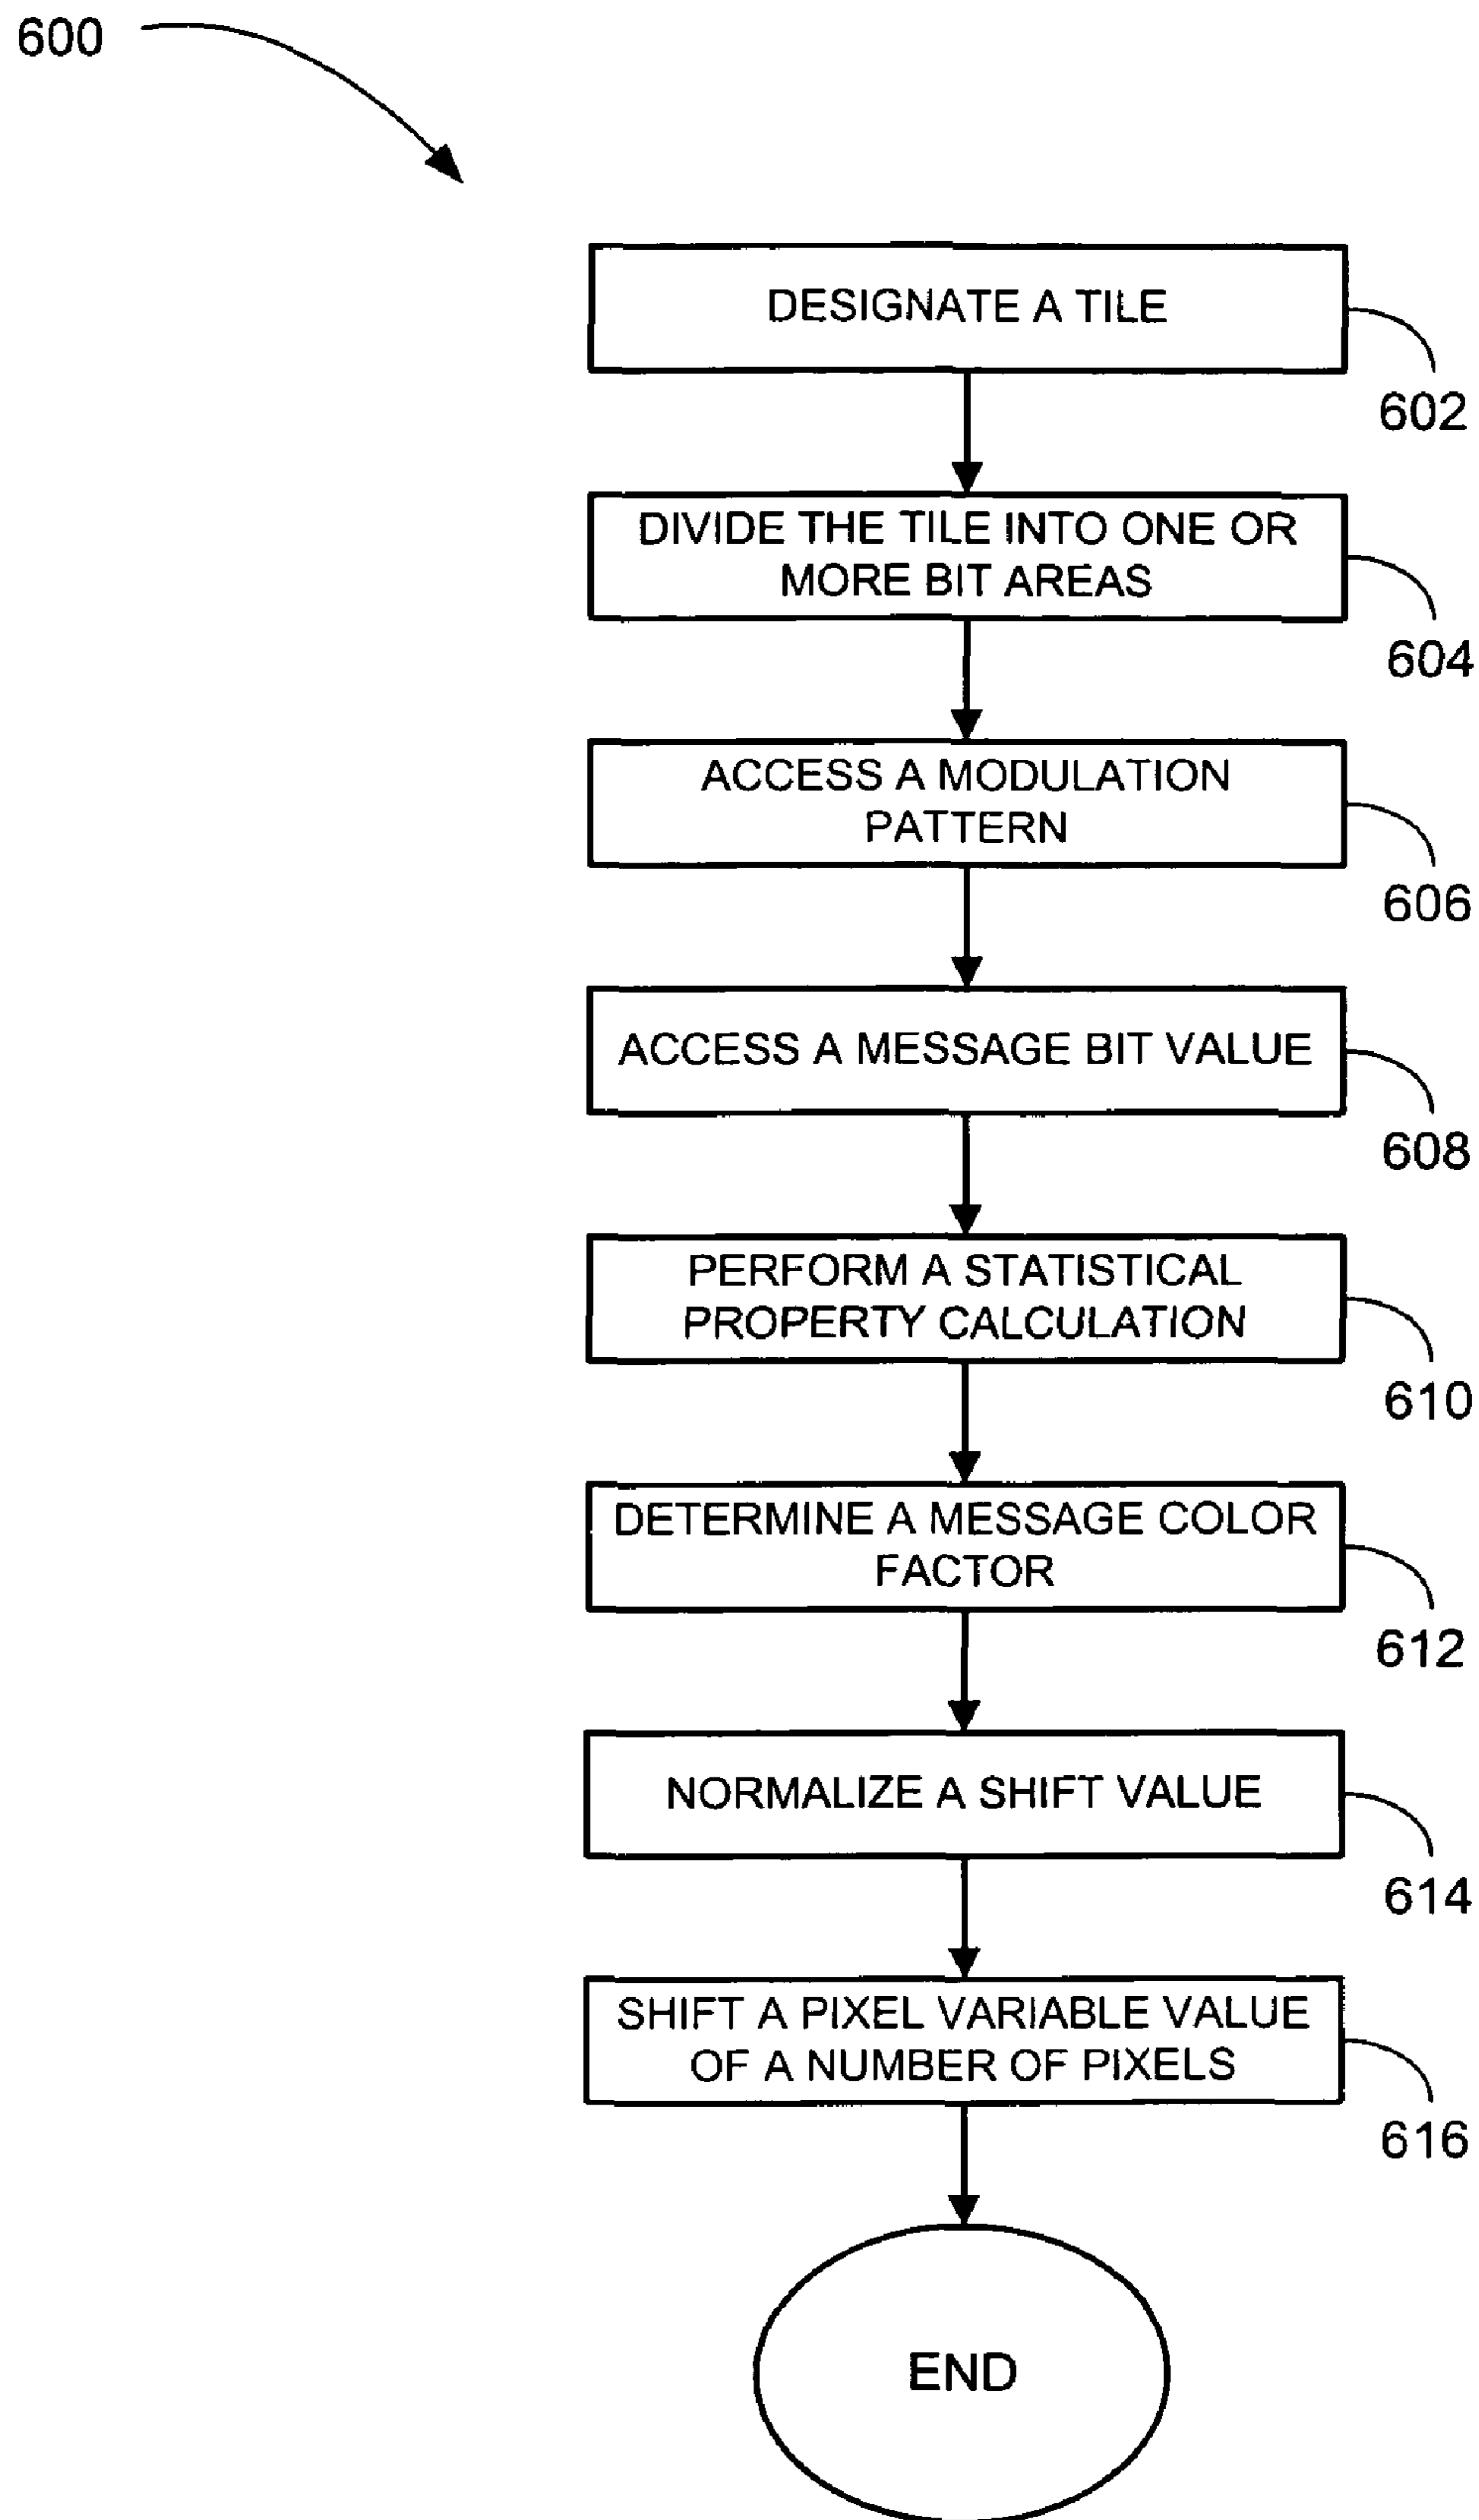 600
DESIGNATE A TILE
602
DIVIDE THE TILE INTO ONE OR
MORE BIT AREAS
604
ACCESS A MODULATION
PATTERN
606
ACCESS A MESSAGE BIT VALUE
608
PERFORM A STATISTICAL
PROPERTY CALCULATION
610
DETERMINE A MESSAGE COLOR
FACTOR
612
NORMALIZE A SHIFT VALUE
614
SHIFT A PIXEL VARIABLE VALUE
OF A NUMBER OF PIXELS
616
END